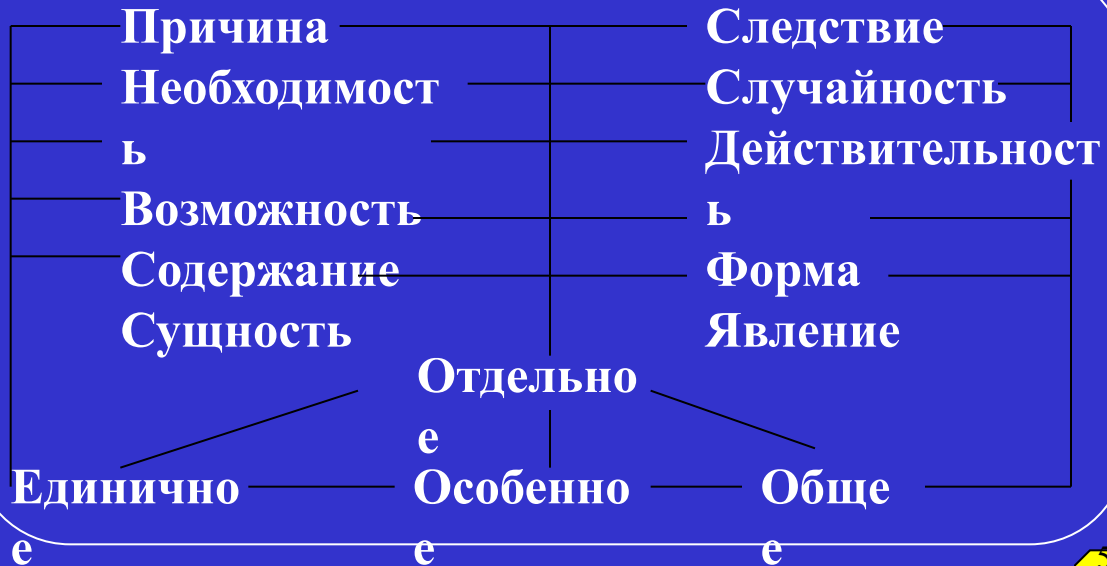 Причина Следствие
Необходимост Случайность
ь Действительност
Возможность ь
Содержание Форма
Сущность Явление
Отдельно
е
Единично Особенно Обще
е е е